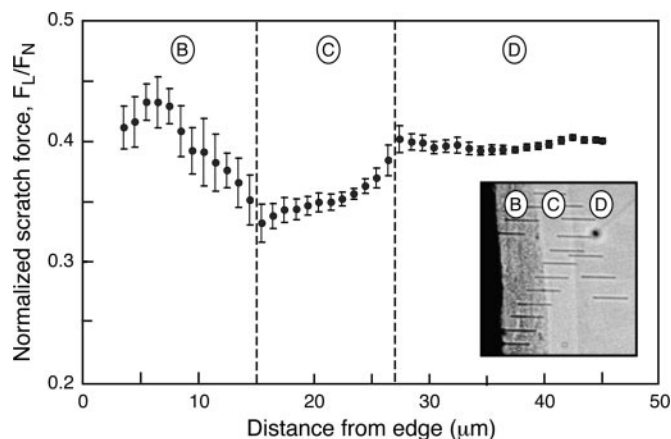 0.5
0.4
0.3
0.2
Normalized scratch force, F_L/F_N
B
C
D
B
C
D
0
10
20
30
40
50
Distance from edge (μm)